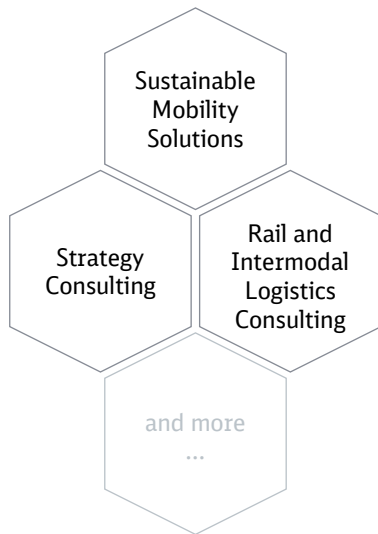 Sustainable
Mobility
Solutions
Strategy
Consulting
Rail and
Intermodal
Logistics
Consulting
and more
...